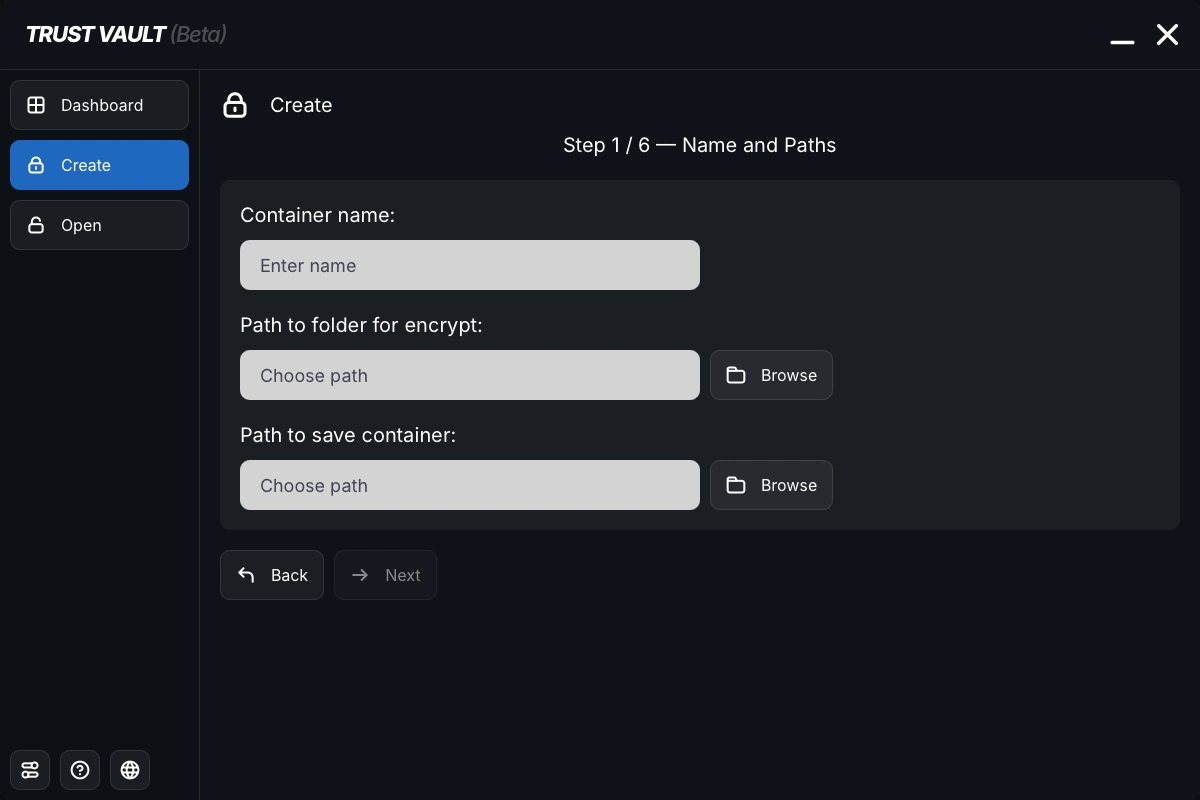 TRUST VAULT (Beta)
Dashboard
Create
Open
Create
Step 1 / 6 — Name and Paths
Container name:
Enter name
Path to folder for encrypt:
Choose path
Browse
Path to save container:
Choose path
Browse
Back
Next